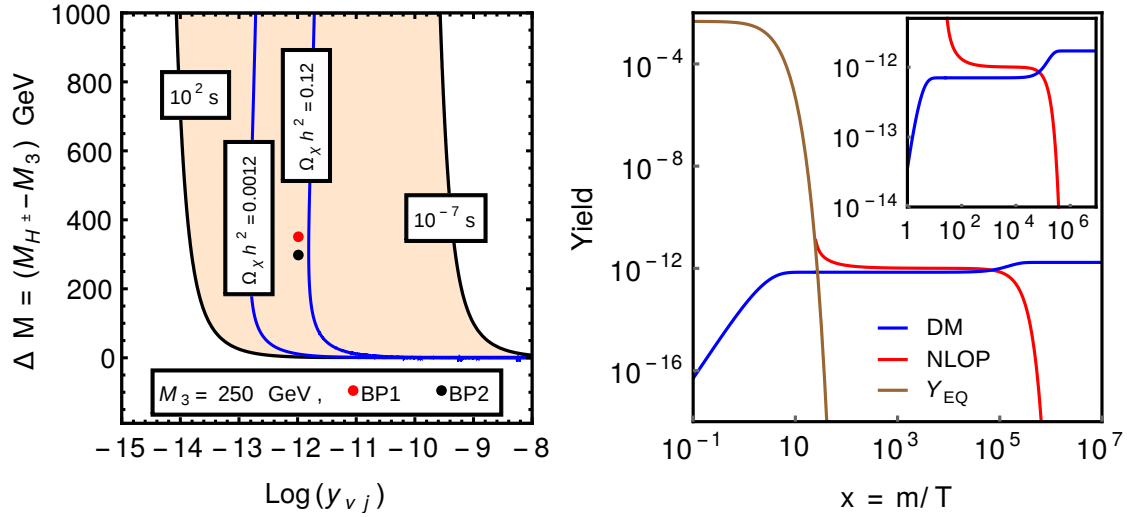 Δ M = (M_{H^±} − M_3) GeV
1000
800
600
400
200
0
10^2 s
Ω_χ h^2 = 0.0012
Ω_χ h^2 = 0.12
10^{−7} s
M_3 = 250 GeV , BP1 BP2
−15 −14 −13 −12 −11 −10 −9 −8
Log(y_{ν j})
Yield
10^{−4}
10^{−8}
10^{−12}
10^{−16}
10^{−12}
10^{−13}
10^{−14}
1 10^2 10^4 10^6
DM
NLOP
Y_{EQ}
10^{−1} 10 10^3 10^5 10^7
x = m/T